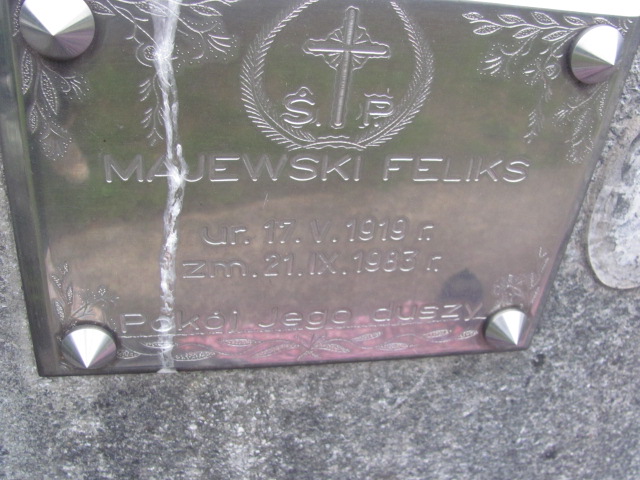 Ś. P.
MAJEWSKI FELIKS
ur. 17. V. 1919 r.
zm. 21. IX. 1983 r.
Pokój Jego duszy